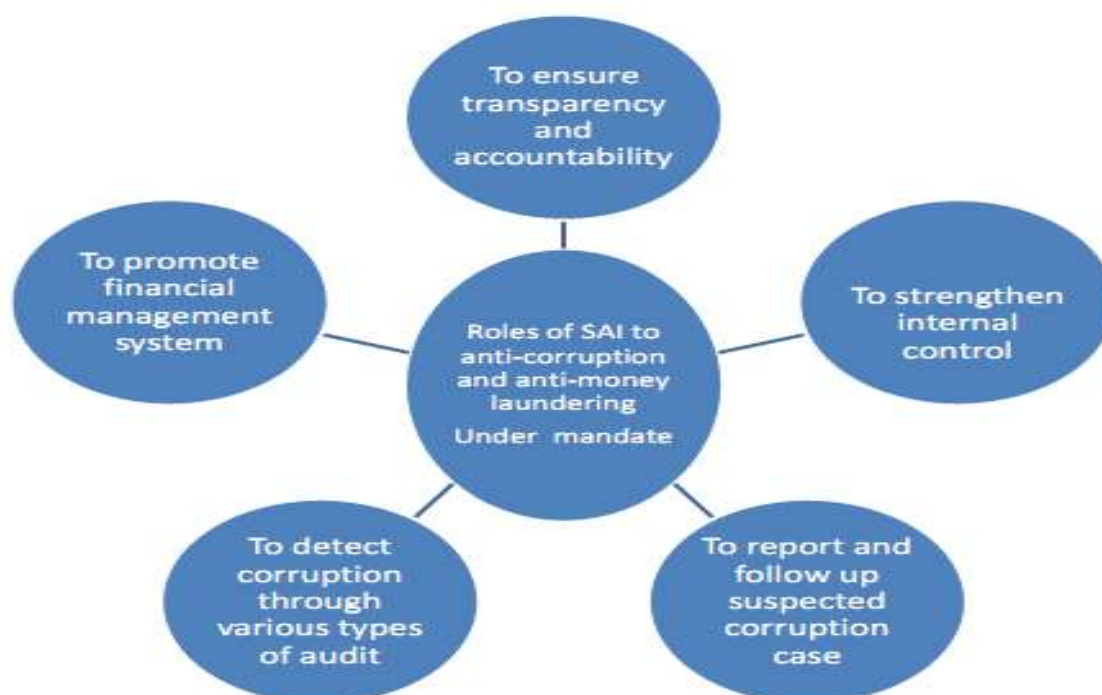 To ensure
transparency
and
accountability
To promote
financial
management
system
To strengthen
internal
control
Roles of SAI to
anti-corruption
and anti-money
laundering
Under mandate
To detect
corruption
through
various types
of audit
To report and
follow up
suspected
corruption
case